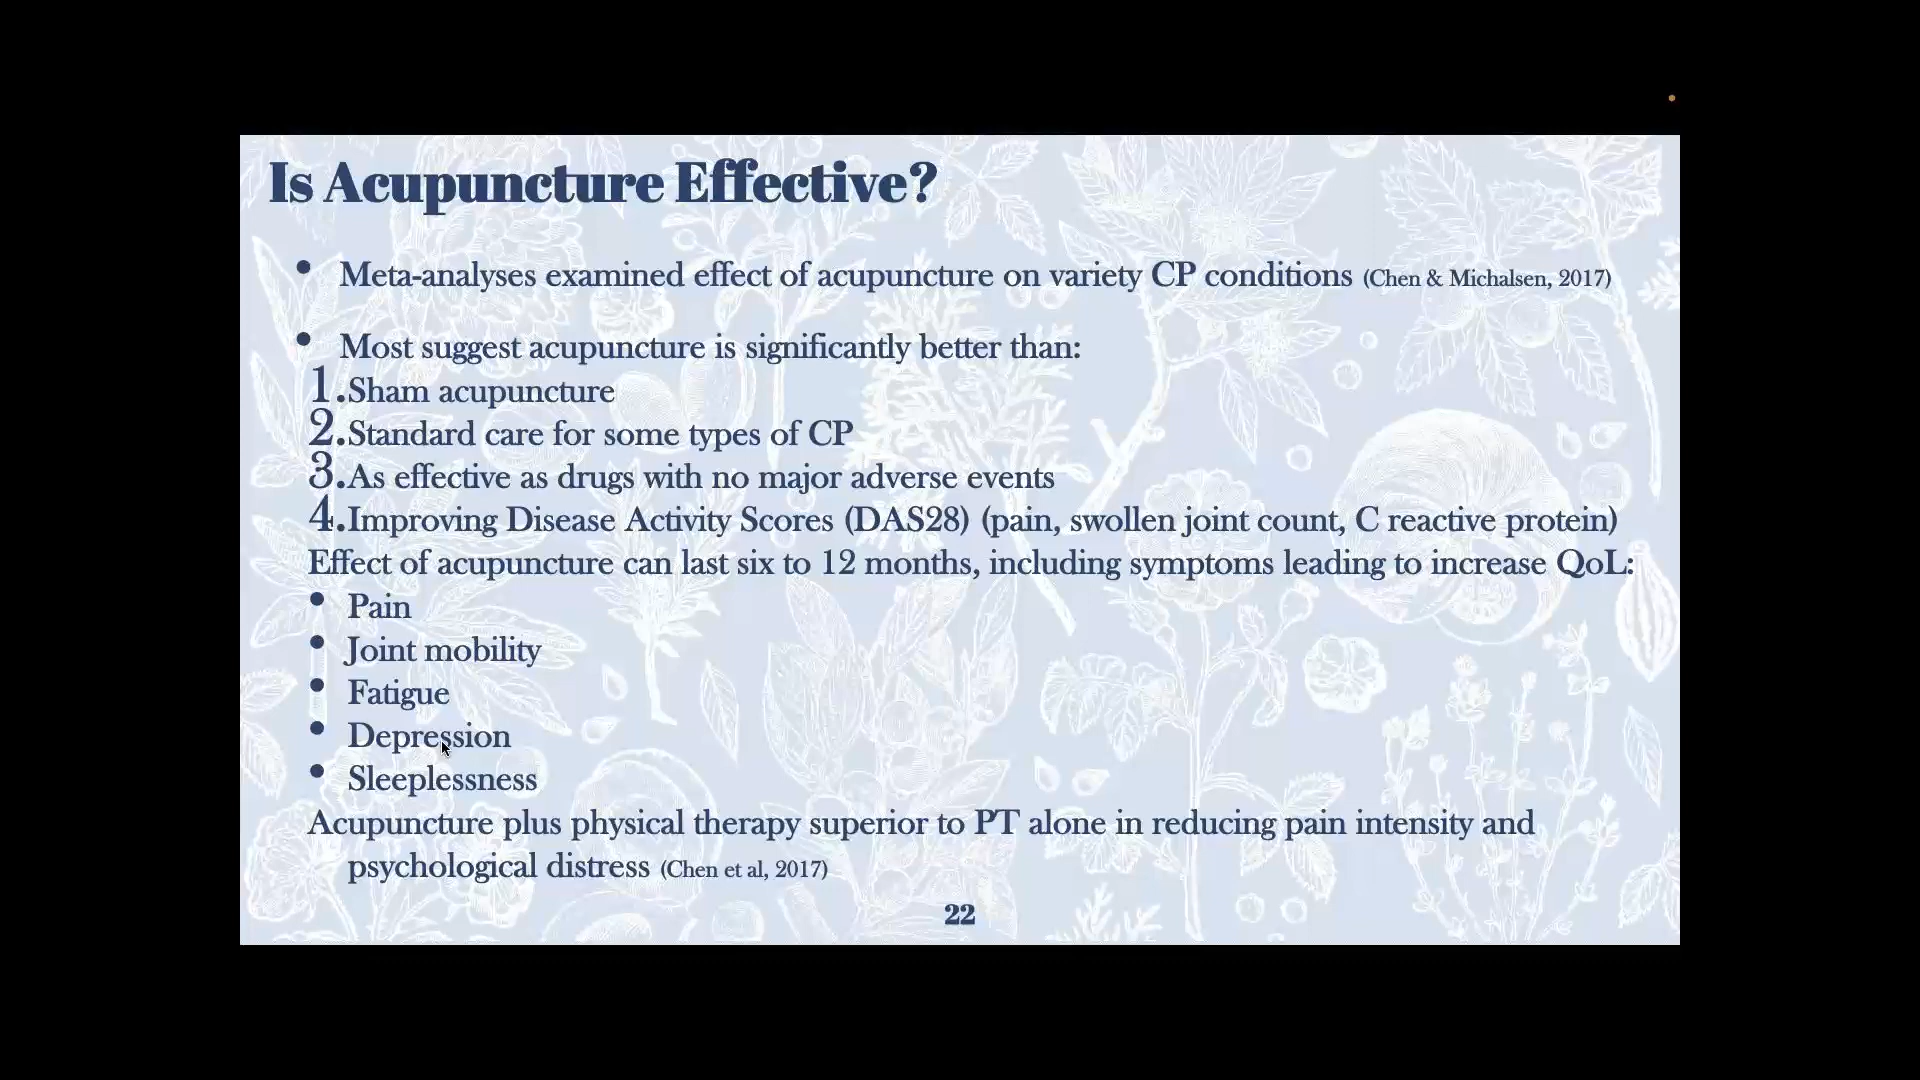 Is Acupuncture Effective?
• Meta-analyses examined effect of acupuncture on variety CP conditions (Chen & Michalsen, 2017)
• Most suggest acupuncture is significantly better than:
1.Sham acupuncture
2.Standard care for some types of CP
3.As effective as drugs with no major adverse events
4.Improving Disease Activity Scores (DAS28) (pain, swollen joint count, C reactive protein)
Effect of acupuncture can last six to 12 months, including symptoms leading to increase QoL:
• Pain
• Joint mobility
• Fatigue
• Depression
• Sleeplessness
Acupuncture plus physical therapy superior to PT alone in reducing pain intensity and
psychological distress (Chen et al, 2017)
22